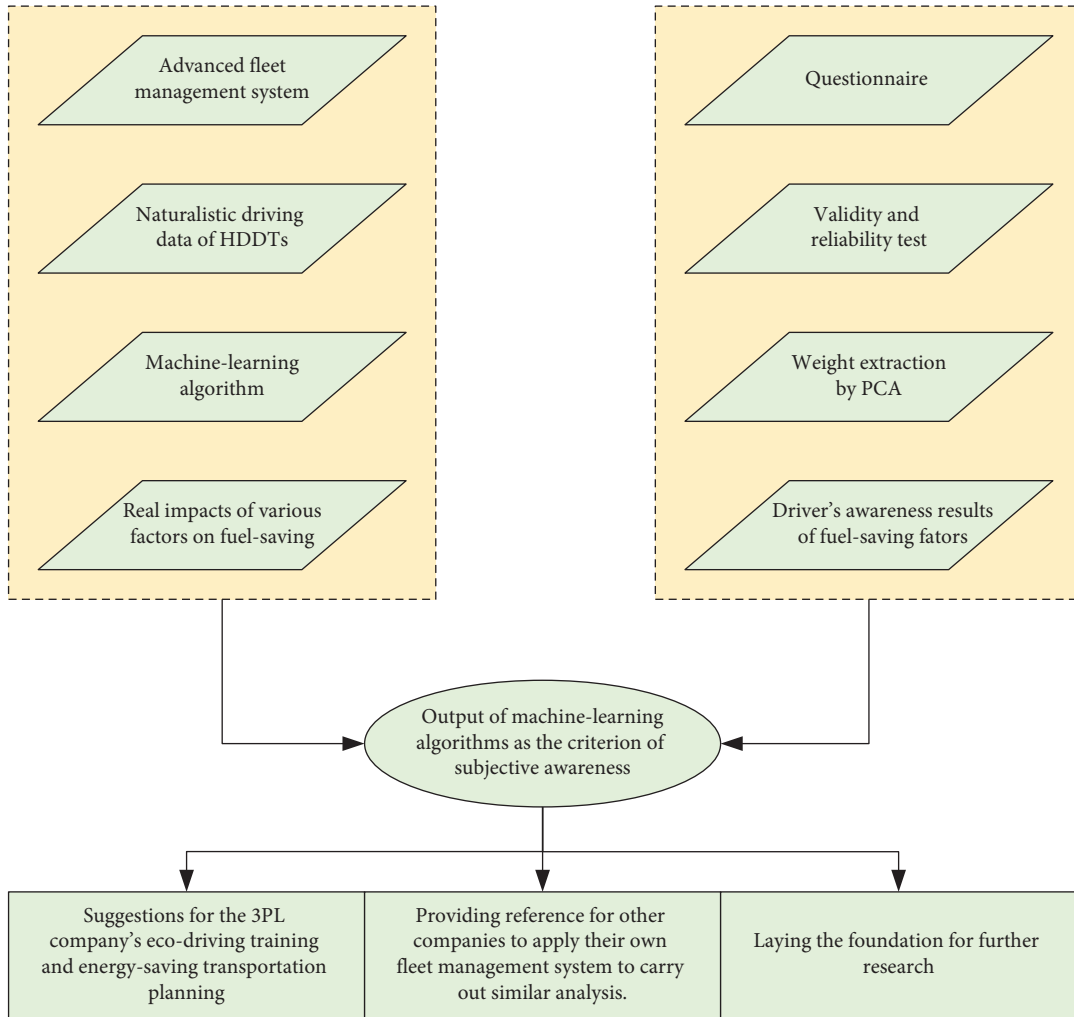 Advanced fleet
management system
Naturalistic driving
data of HDDTs
Machine-learning
algorithm
Real impacts of various
factors on fuel-saving
Questionnaire
Validity and
reliability test
Weight extraction
by PCA
Driver's awareness results
of fuel-saving fators
Output of machine-learning
algorithms as the criterion of
subjective awareness
Suggestions for the 3PL
company's eco-driving training
and energy-saving transportation
planning
Providing reference for other
companies to apply their own
fleet management system to carry
out similar analysis.
Laying the foundation for further
research